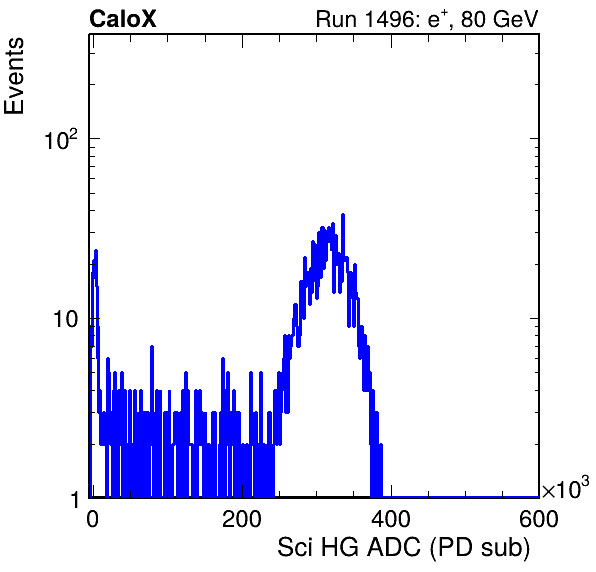 CaloX Run 1496: e⁺, 80 GeV
Events
10²
10
1
0 200 400 600
×10³
Sci HG ADC (PD sub)